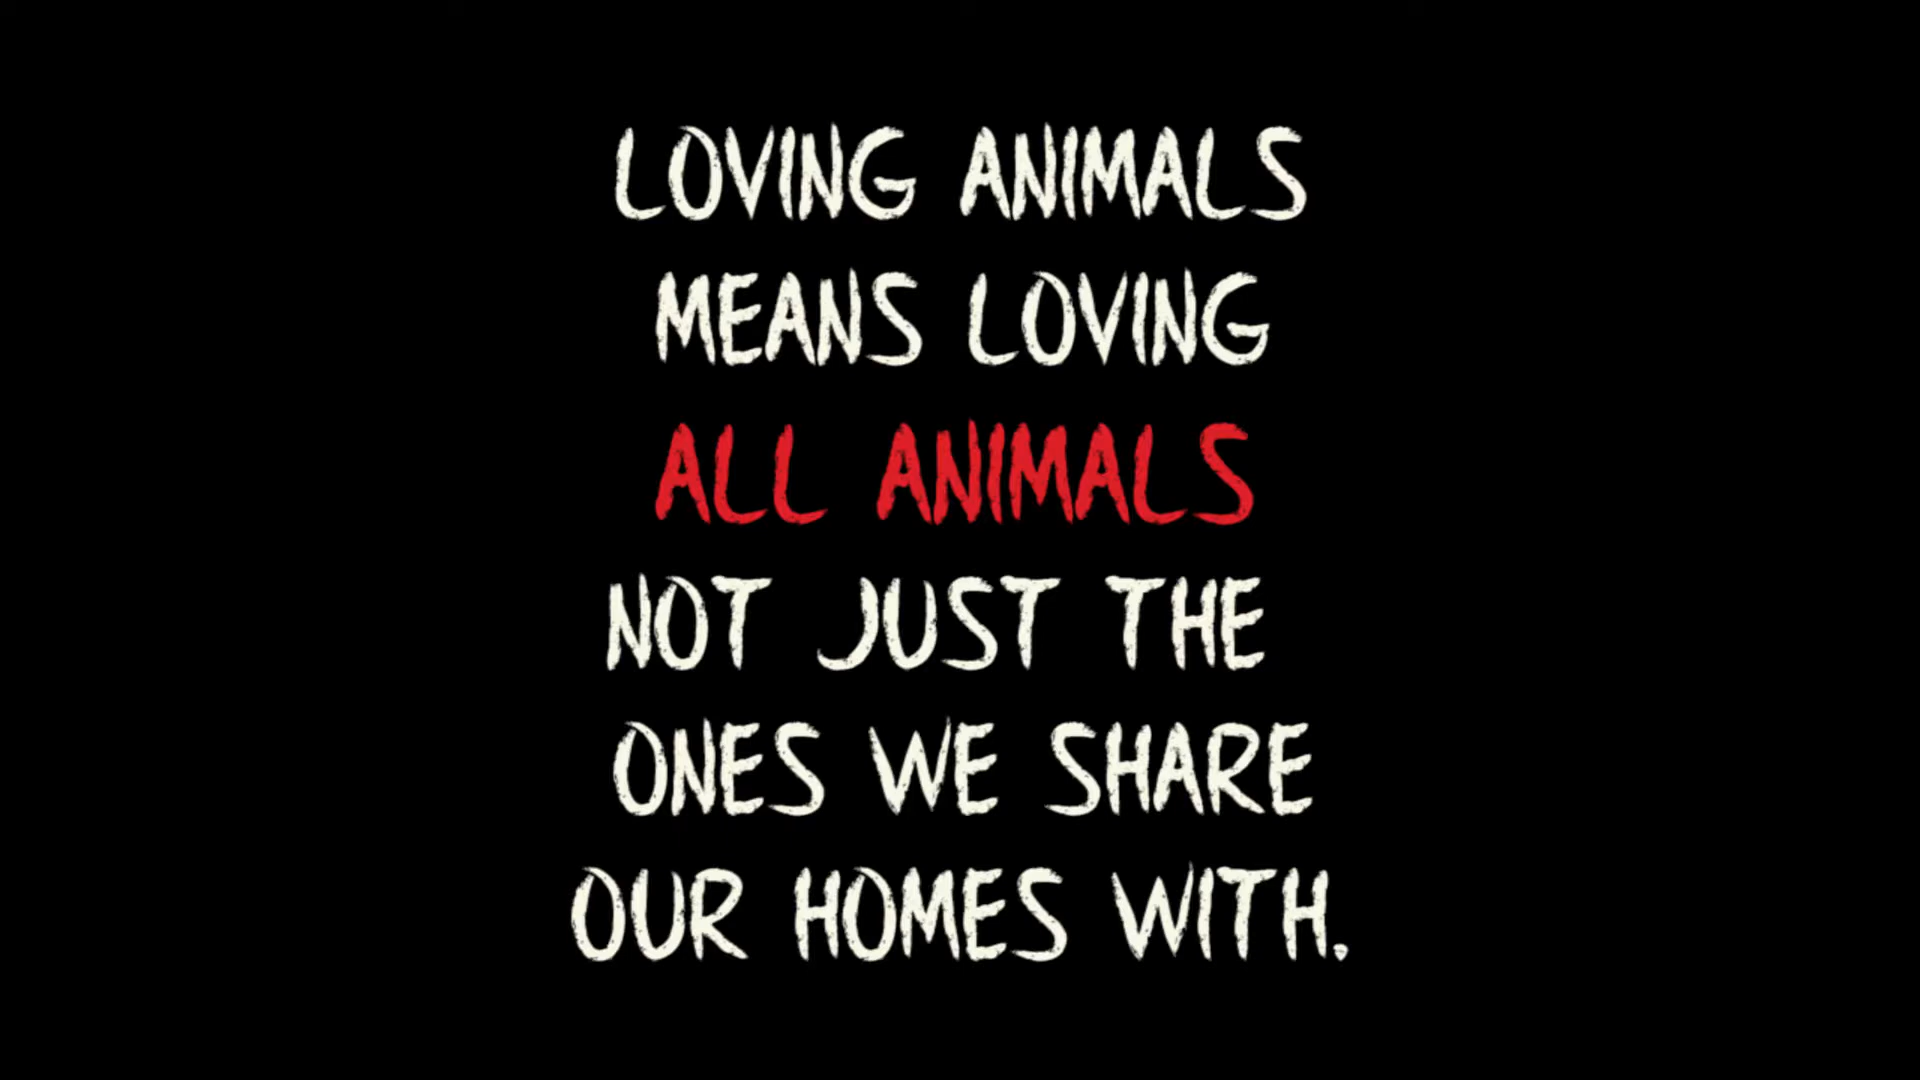 LOVING ANIMALS
MEANS LOVING
ALL ANIMALS
NOT JUST THE
ONES WE SHARE
OUR HOMES WITH.